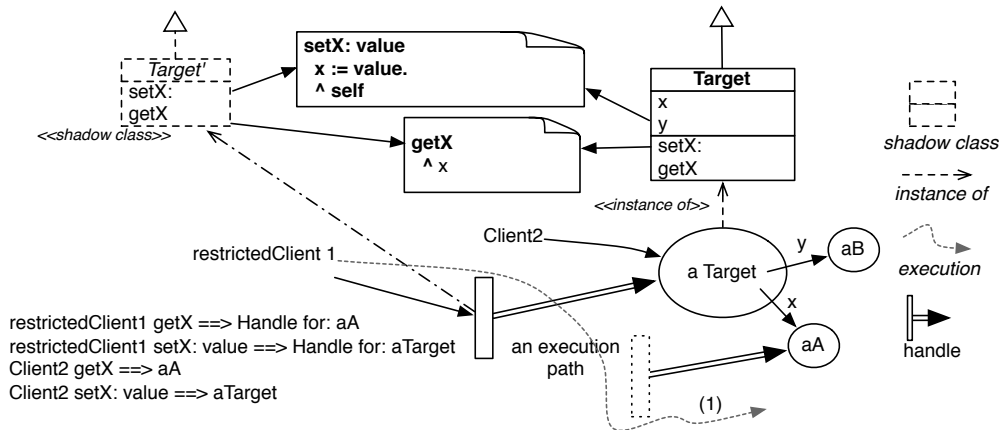 setX: value
x := value.
^ self
Target'
setX:
getX
<<shadow class>>
getX
^ x
Target
x
y
setX:
getX
<<instance of>>
shadow class
instance of
execution
handle
restrictedClient 1
Client2
a Target
y
aB
x
aA
an execution
path
(1)
restrictedClient1 getX ==> Handle for: aA
restrictedClient1 setX: value ==> Handle for: aTarget
Client2 getX ==> aA
Client2 setX: value ==> aTarget